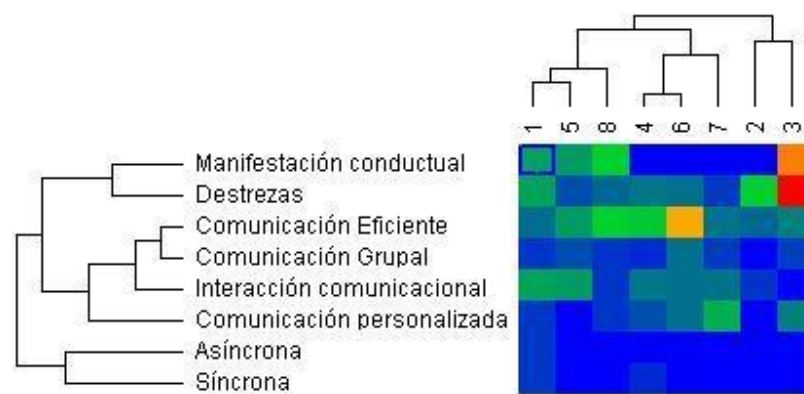 1 5 8 4 6 7 2 3
Manifestación conductual
Destrezas
Comunicación Eficiente
Comunicación Grupal
Interacción comunicacional
Comunicación personalizada
Asíncrona
Síncrona